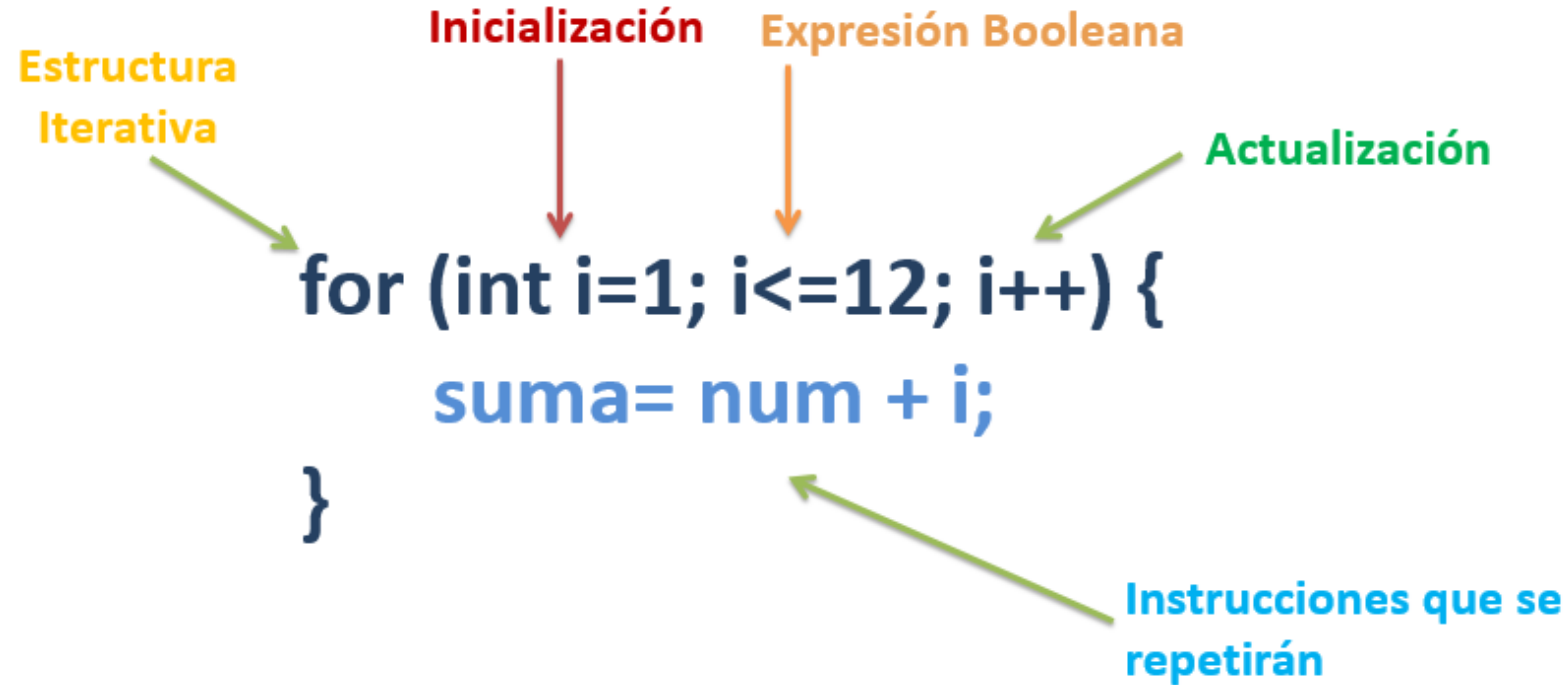 Inicialización
Expresión Booleana
Estructura
Iterativa
Actualización
for (int i=1; i<=12; i++) {
suma= num + i;
}
Instrucciones que se
repetirán